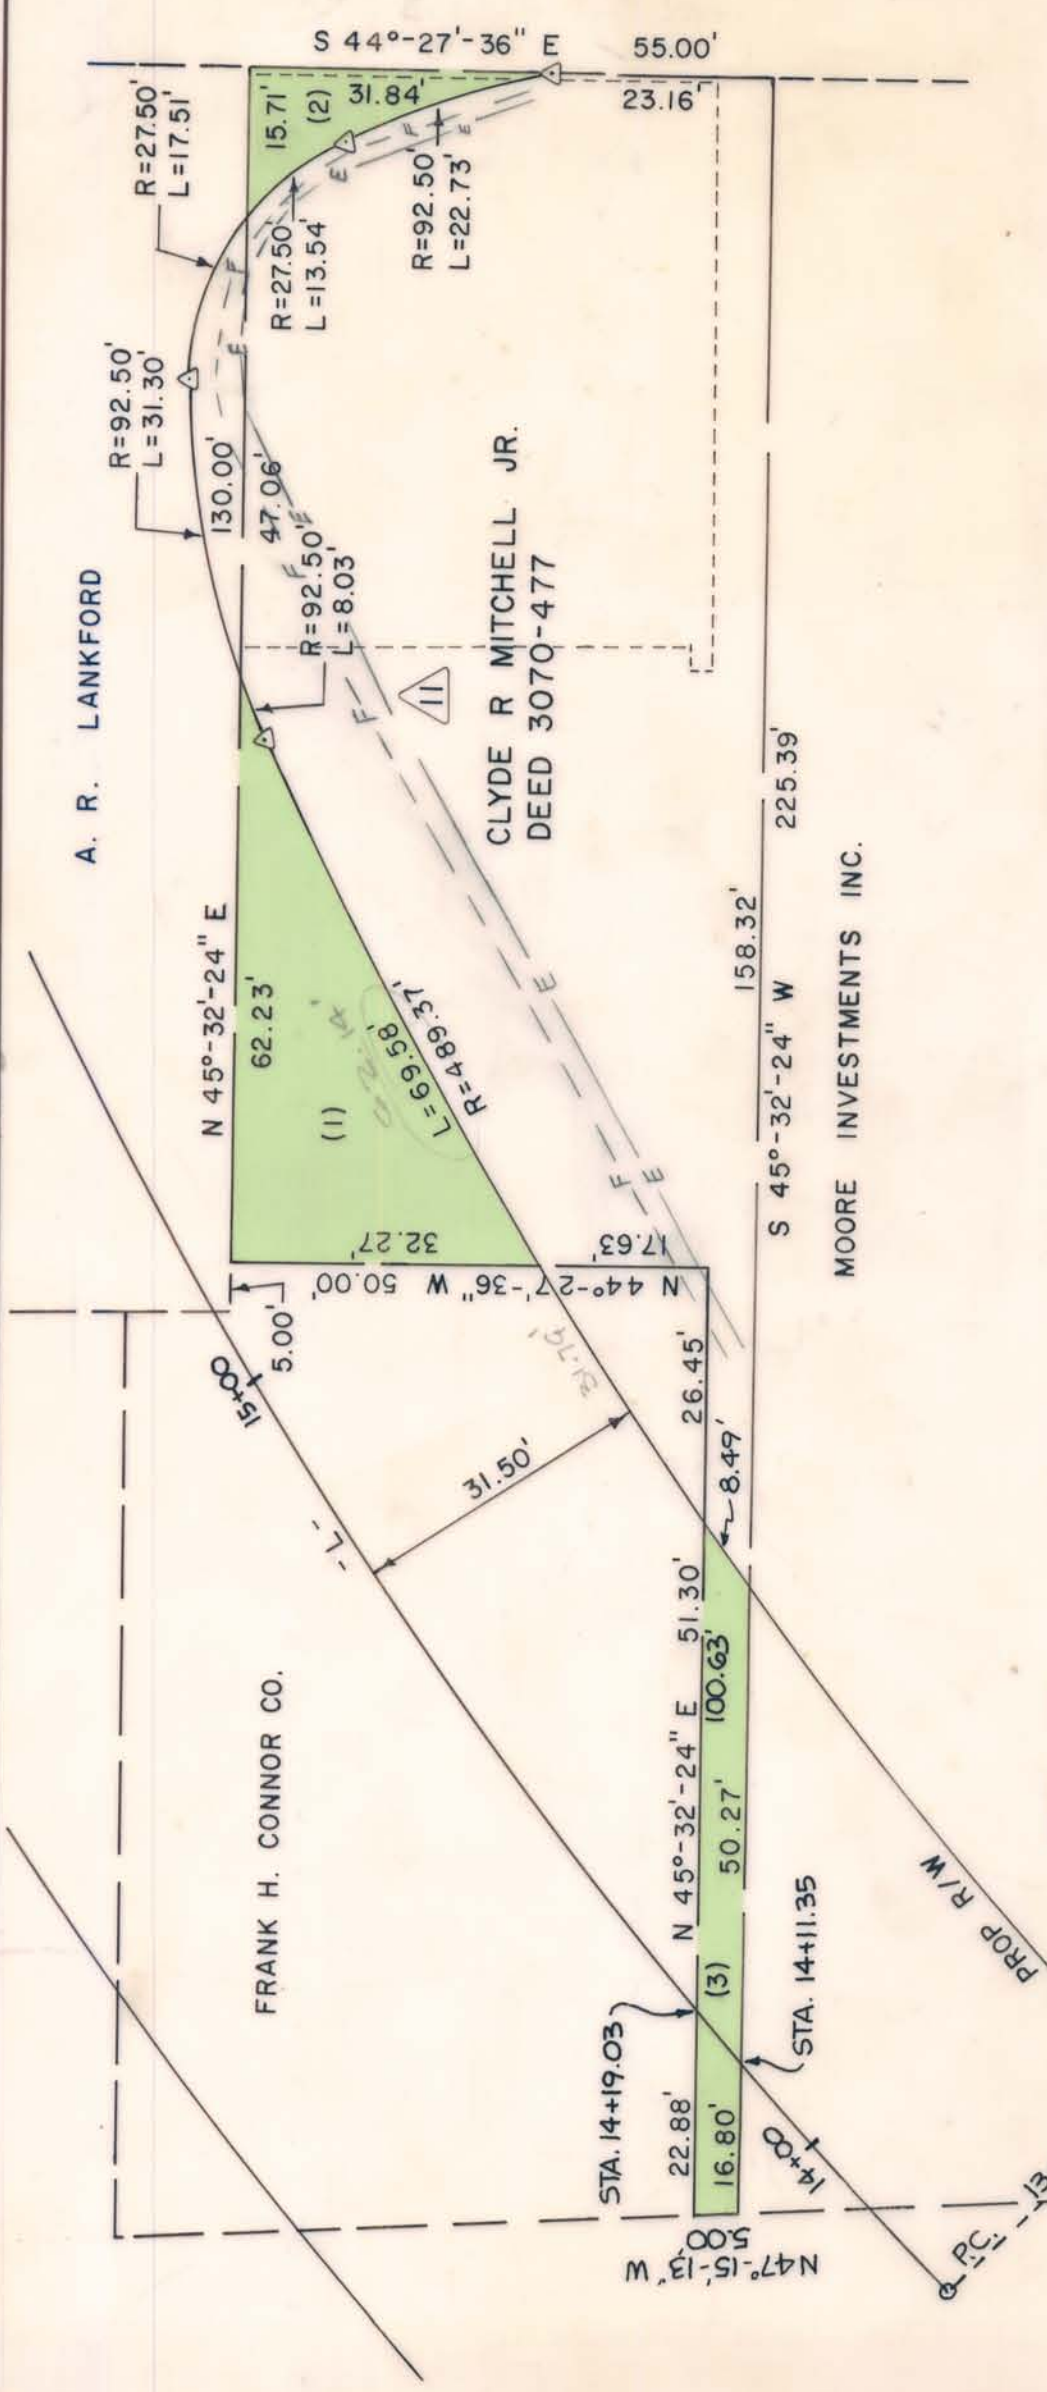 S 44°-27'-36" E
55.00'
15.71'
(2)
31.84'
23.16'
R=27.50'
L=17.51'
R=27.50'
L=13.54'
R=92.50'
L=22.73'
R=92.50'
L=31.30'
130.00'
47.06'
R=92.50'
L=8.03'
A. R. LANKFORD
11
CLYDE R MITCHELL JR.
DEED 3070-477
N 45°-32'-24" E
62.23'
(1)
L=69.58'
R=489.37'
32.27'
17.63'
N 44°-27'-36" W 50.00'
5.00'
158.32'
225.39'
S 45°-32'-24" W
MOORE INVESTMENTS INC.
F
E
F
E
F
E
F
E
F
E
F
E
15+00
-L-
31.50'
31.79'
26.45'
8.49'
FRANK H. CONNOR CO.
N 45°-32'-24" E 51.30'
100.63'
50.27'
(3)
STA. 14+19.03
STA. 14+11.35
22.88'
16.80'
14+00
N47°-15'-13" W
5.00'
PROP R/W
P.C.
13